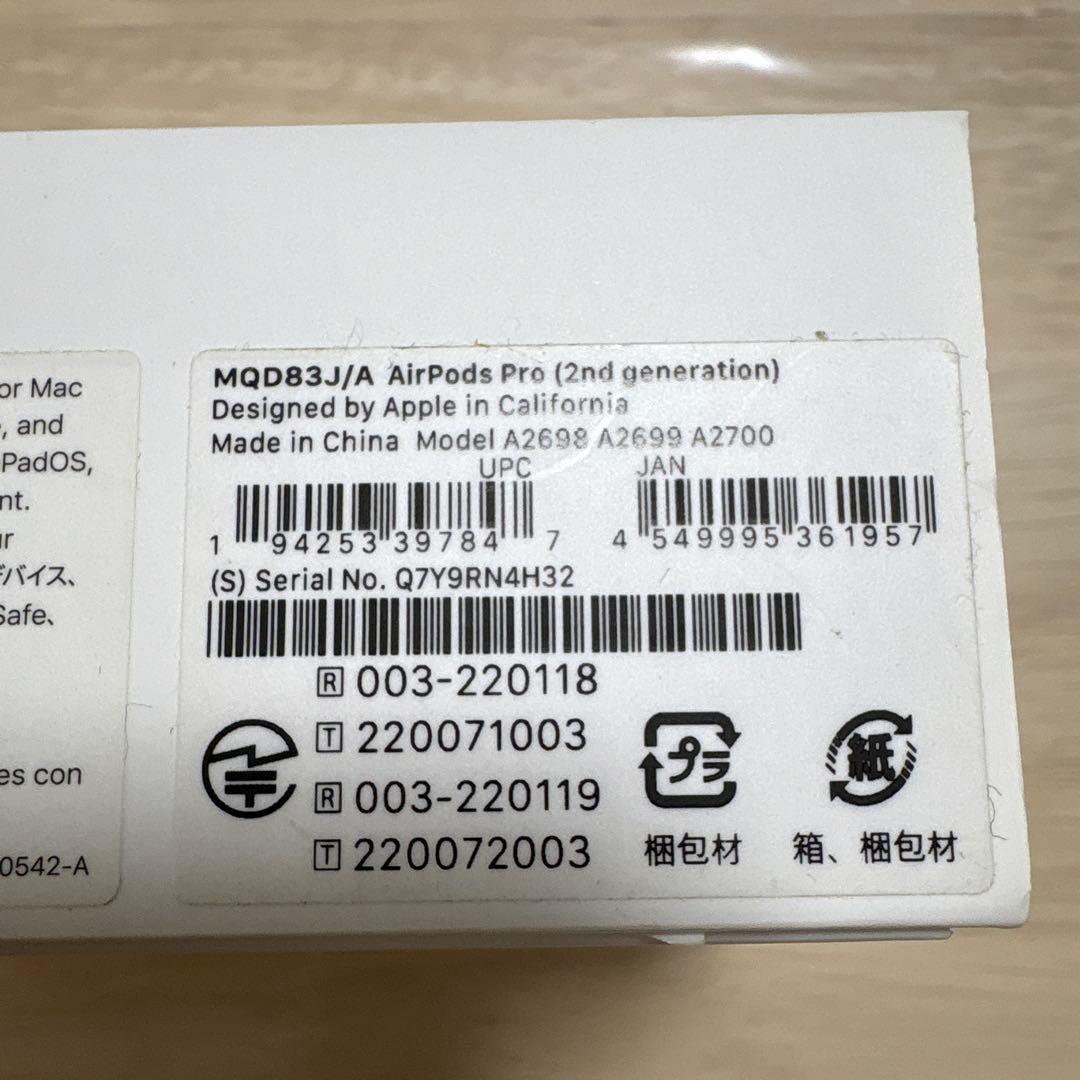 or Mac
, and
PadOS,
nt.
ur
デバイス、
Safe、
es con
0542-A
MQD83J/A AirPods Pro (2nd generation)
Designed by Apple in California
Made in China Model A2698 A2699 A2700
UPC JAN
1 94253 39784 7 4 549995 361957
(S) Serial No. Q7Y9RN4H32
R 003-220118
T 220071003
R 003-220119
T 220072003
プラ
紙
梱包材
箱、梱包材